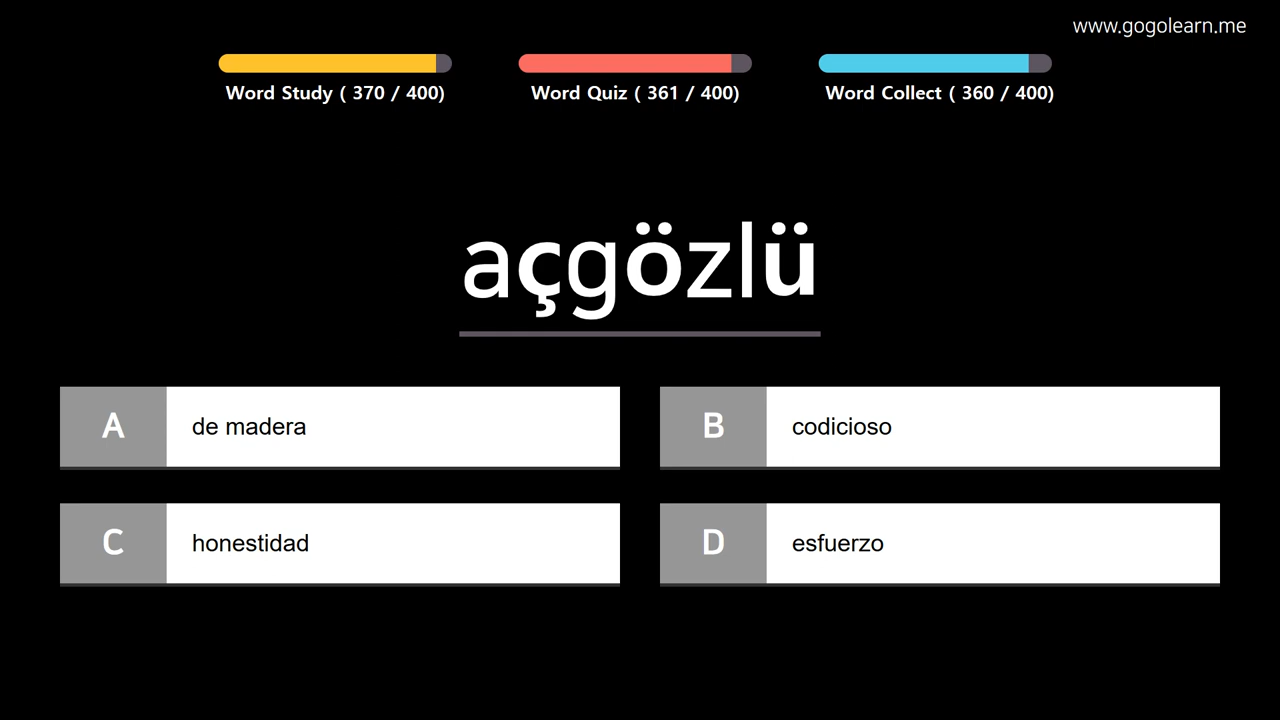 www.gogolearn.me
Word Study ( 370 / 400)
Word Quiz ( 361 / 400)
Word Collect ( 360 / 400)
açgözlü
A
de madera
B
codicioso
C
honestidad
D
esfuerzo